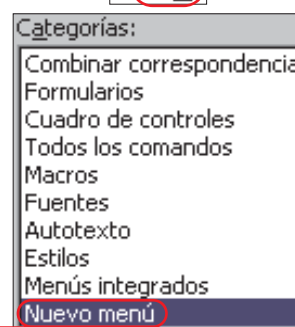 Categorías:
Combinar correspondencia
Formularios
Cuadro de controles
Todos los comandos
Macros
Fuentes
Autotexto
Estilos
Menús integrados
Nuevo menú